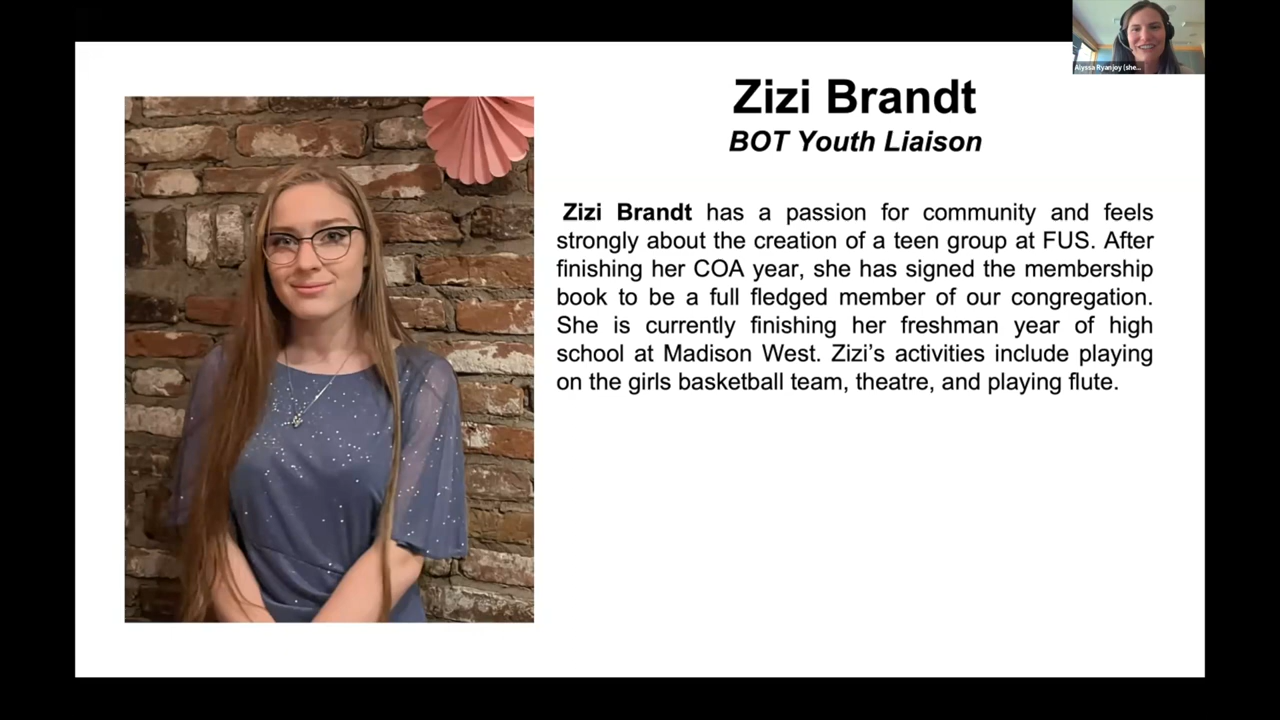 Zizi Brandt
BOT Youth Liaison
Zizi Brandt has a passion for community and feels
strongly about the creation of a teen group at FUS. After
finishing her COA year, she has signed the membership
book to be a full fledged member of our congregation.
She is currently finishing her freshman year of high
school at Madison West. Zizi’s activities include playing
on the girls basketball team, theatre, and playing flute.
Alyssa Ryanjoy (she...